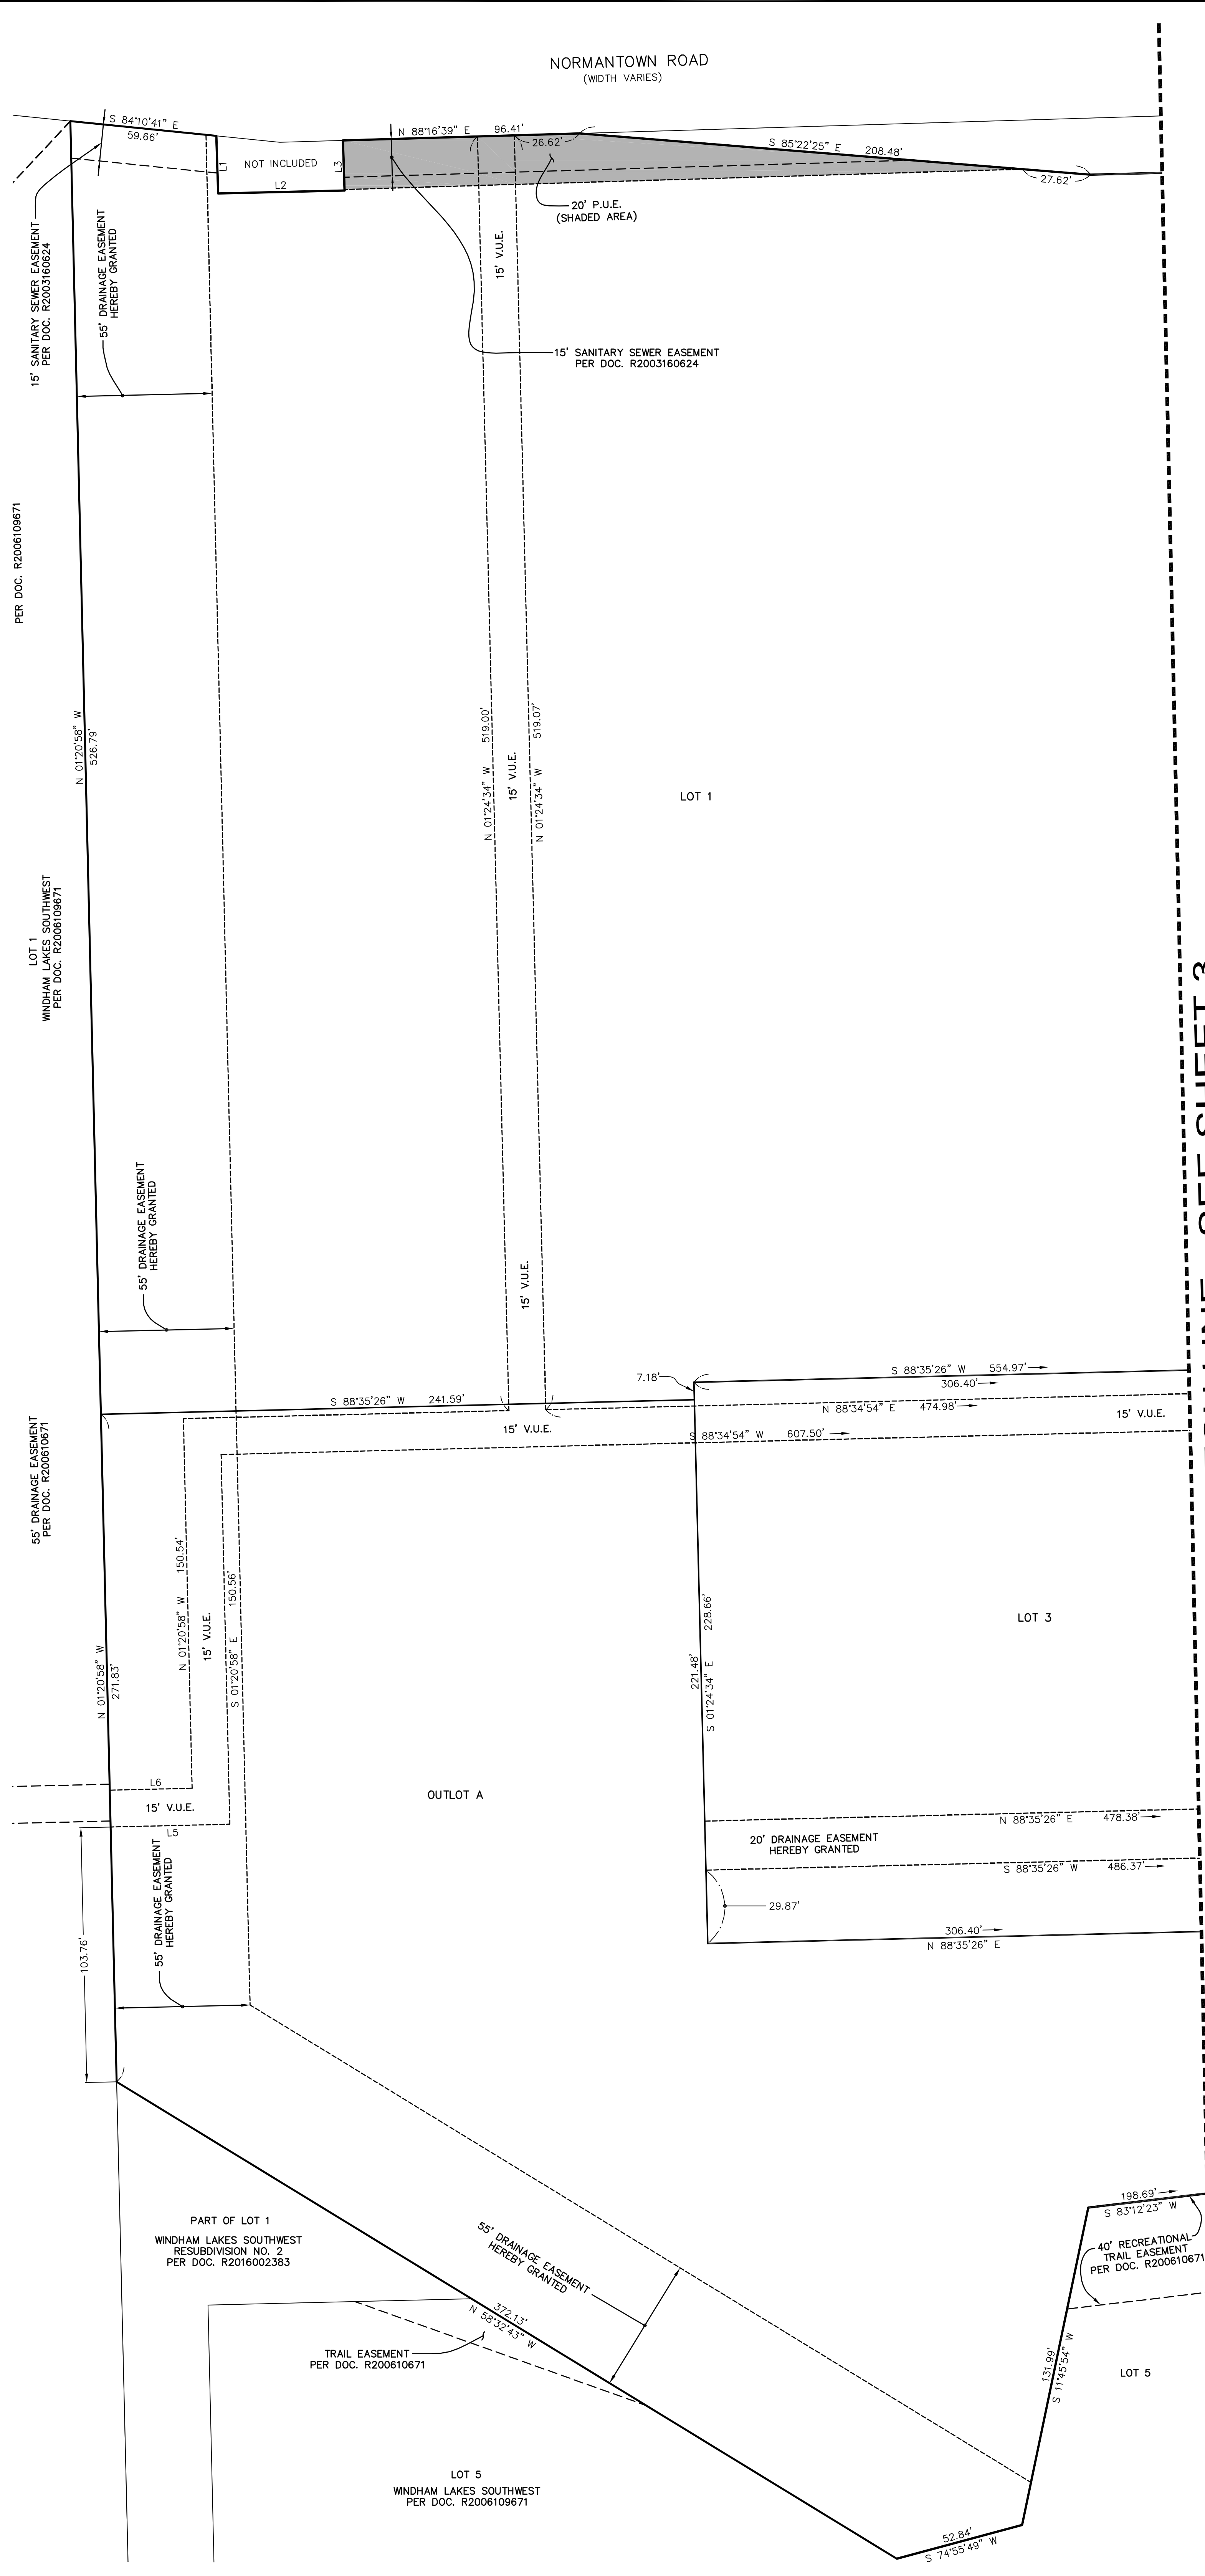 NORMANTOWN ROAD
(WIDTH VARIES)
S 84°10'41" E
59.66'
N 88°16'39" E
96.41'
26.62'
S 85°22'25" E
208.48'
27.62'
L1
NOT INCLUDED
L3
L2
20' P.U.E.
(SHADED AREA)
15' SANITARY SEWER EASEMENT
PER DOC. R2003160624
55' DRAINAGE EASEMENT
HEREBY GRANTED
15' V.U.E.
15' SANITARY SEWER EASEMENT
PER DOC. R2003160624
PER DOC. R2006109671
N 01°20'58" W
526.79'
N 01°24'34" W
519.00'
15' V.U.E.
N 01°24'34" W
519.07'
LOT 1
LOT 1
WINDHAM LAKES SOUTHWEST
PER DOC. R2006109671
SEE SHEET 3
55' DRAINAGE EASEMENT
HEREBY GRANTED
15' V.U.E.
7.18'
S 88°35'26" W
554.97'
306.40'
S 88°35'26" W
241.59'
N 88°34'54" E
474.98'
15' V.U.E.
15' V.U.E.
S 88°34'54" W
607.50'
55' DRAINAGE EASEMENT
PER DOC. R200610671
N 01°20'58" W
150.54'
15' V.U.E.
S 01°20'58" E
150.56'
N 01°20'58" W
271.83'
228.66'
221.48'
S 01°24'34" E
LOT 3
L6
15' V.U.E.
L5
OUTLOT A
N 88°35'26" E
478.38'
20' DRAINAGE EASEMENT
HEREBY GRANTED
S 88°35'26" W
486.37'
29.87'
306.40'
N 88°35'26" E
55' DRAINAGE EASEMENT
HEREBY GRANTED
103.76'
198.69'
S 83°12'23" W
40' RECREATIONAL
TRAIL EASEMENT
PER DOC. R200610671
PART OF LOT 1
WINDHAM LAKES SOUTHWEST
RESUBDIVISION NO. 2
PER DOC. R2016002383
55' DRAINAGE EASEMENT
HEREBY GRANTED
372.13'
N 58°32'43" W
TRAIL EASEMENT
PER DOC. R200610671
131.99'
S 11°45'54" W
LOT 5
LOT 5
WINDHAM LAKES SOUTHWEST
PER DOC. R2006109671
52.84'
S 74°55'49" W